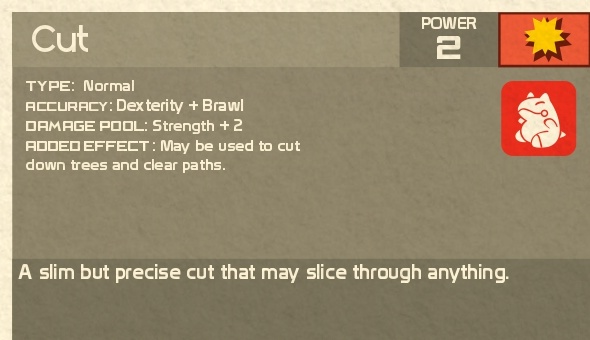 Cut
POWER
2
TYPE: Normal
ACCURACY: Dexterity + Brawl
DAMAGE POOL: Strength + 2
ADDED EFFECT: May be used to cut
down trees and clear paths.
A slim but precise cut that may slice through anything.